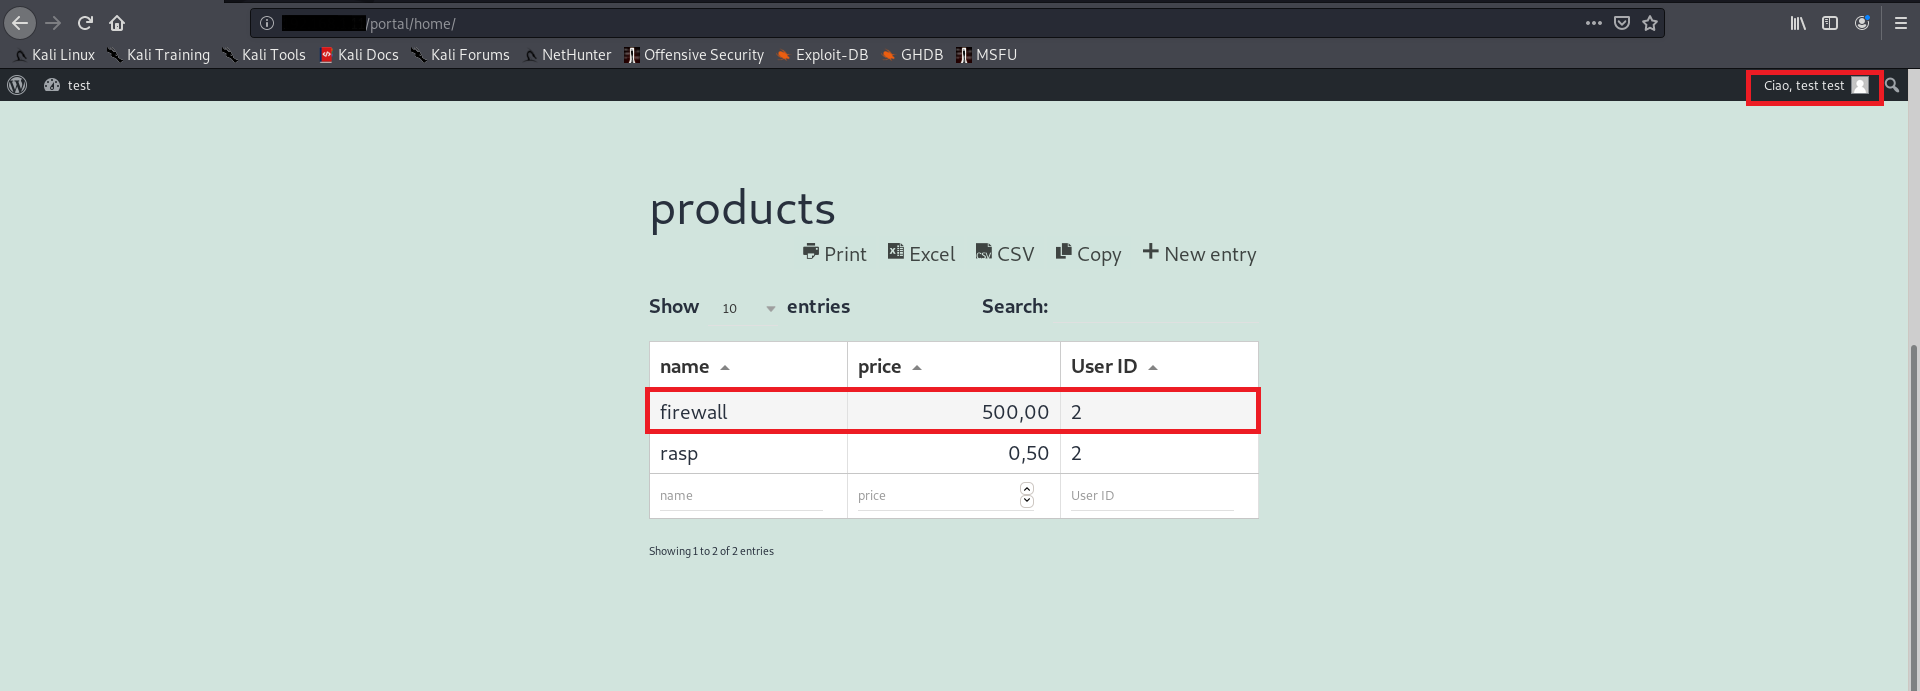 /portal/home/
Kali Linux Kali Training Kali Tools Kali Docs Kali Forums NetHunter Offensive Security Exploit-DB GHDB MSFU
test Ciao, test test
products
Print Excel CSV Copy New entry
Show 10 entries Search:
name price User ID
firewall 500,00 2
rasp 0,50 2
name price User ID
Showing 1 to 2 of 2 entries